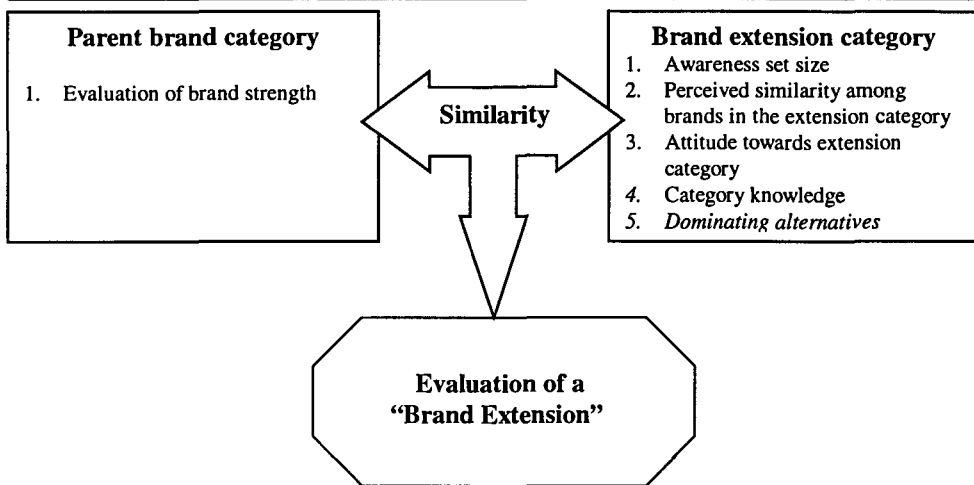 Parent brand category
1. Evaluation of brand strength
Similarity
Brand extension category
1. Awareness set size
2. Perceived similarity among
brands in the extension category
3. Attitude towards extension
category
4. Category knowledge
5. Dominating alternatives
Evaluation of a
“Brand Extension”